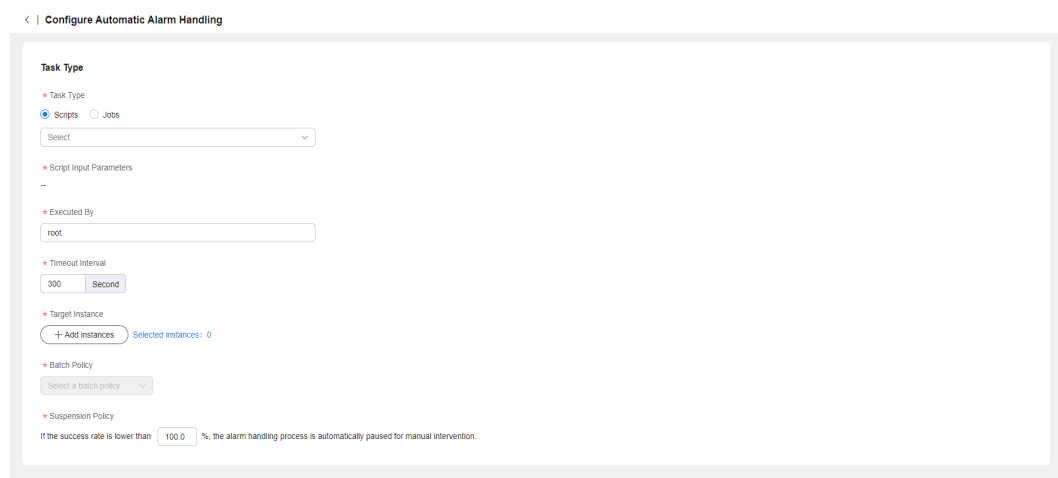 < | Configure Automatic Alarm Handling
Task Type
* Task Type
Scripts Jobs
Select
* Script Input Parameters
--
* Executed By
root
* Timeout Interval
300 Second
* Target Instance
+ Add instances Selected instances: 0
* Batch Policy
Select a batch policy.
* Suspension Policy
If the success rate is lower than 100.0 %, the alarm handling process is automatically paused for manual intervention.